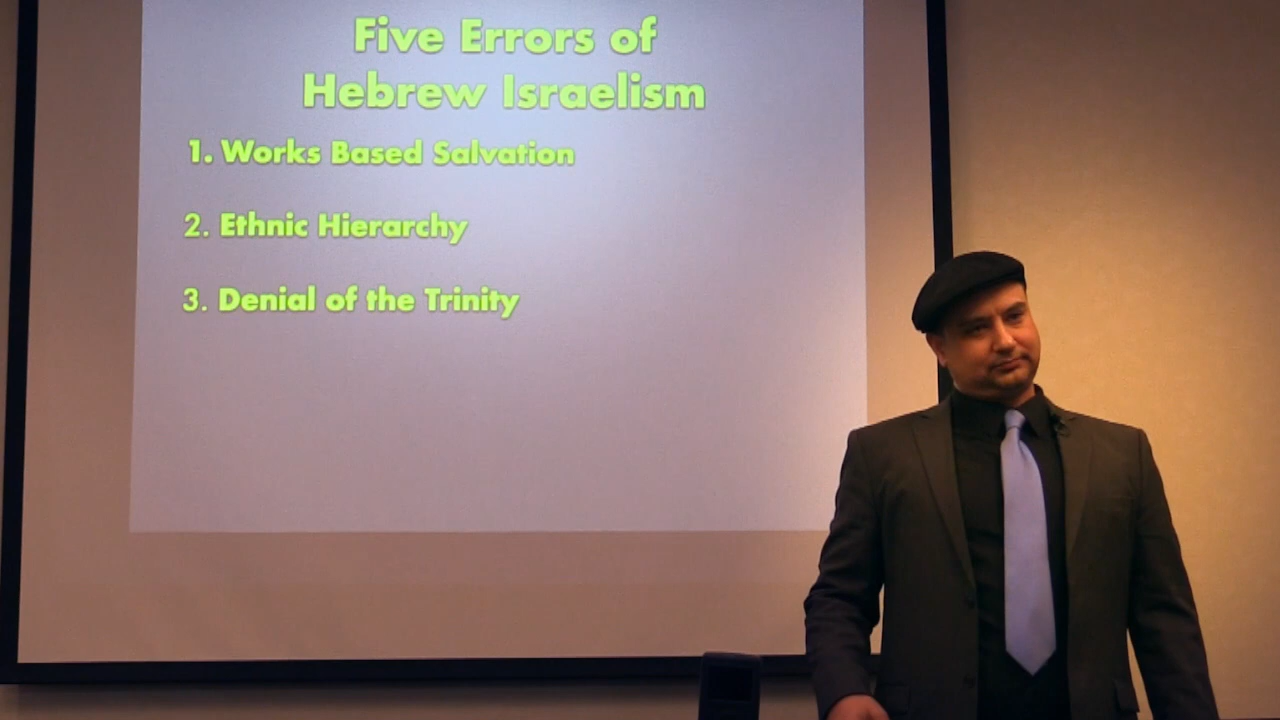 Five Errors of
Hebrew Israelism
1. Works Based Salvation
2. Ethnic Hierarchy
3. Denial of the Trinity